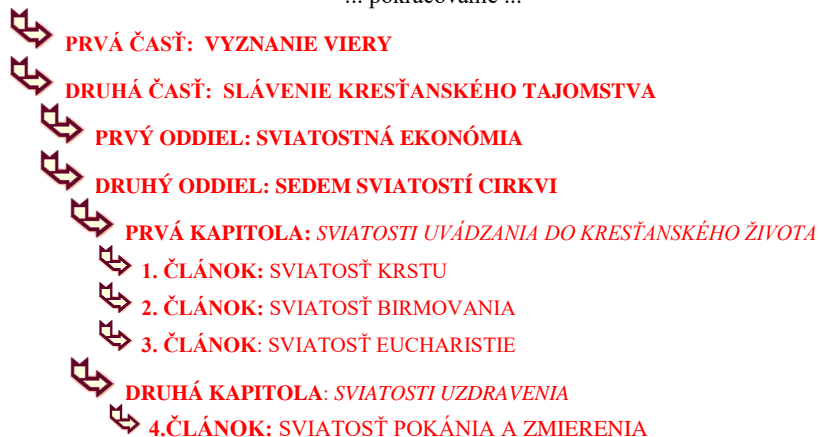 ... pokračovanie ...
PRVÁ ČASŤ: VYZNANIE VIERY
DRUHÁ ČASŤ: SLÁVENIE KRESŤANSKÉHO TAJOMSTVA
PRVÝ ODDIEL: SVIATOSTNÁ EKONÓMIA
DRUHÝ ODDIEL: SEDEM SVIATOSTÍ CIRKVI
PRVÁ KAPITOLA: SVIATOSTI UVÁDZANIA DO KRESŤANSKÉHO ŽIVOTA
1. ČLÁNOK: SVIATOSŤ KRSTU
2. ČLÁNOK: SVIATOSŤ BIRMOVANIA
3. ČLÁNOK: SVIATOSŤ EUCHARISTIE
DRUHÁ KAPITOLA: SVIATOSTI UZDRAVENIA
4.ČLÁNOK: SVIATOSŤ POKÁNIA A ZMIERENIA